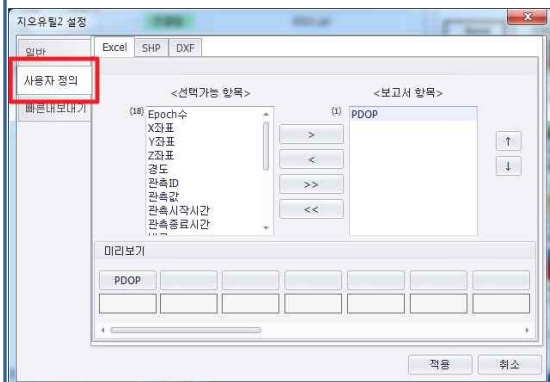 지오유틸2 설정
일반
사용자 정의
빠른내보내기
Excel SHP DXF
<선택가능 항목> <보고서 항목>
(18) Epoch수
X좌표
Y좌표
Z좌표
경도
관측ID
관측값
관측시작시간
관측종료시간
(1) PDOP
>
<
>>
<<
↑
↓
미리보기
PDOP
적용 취소